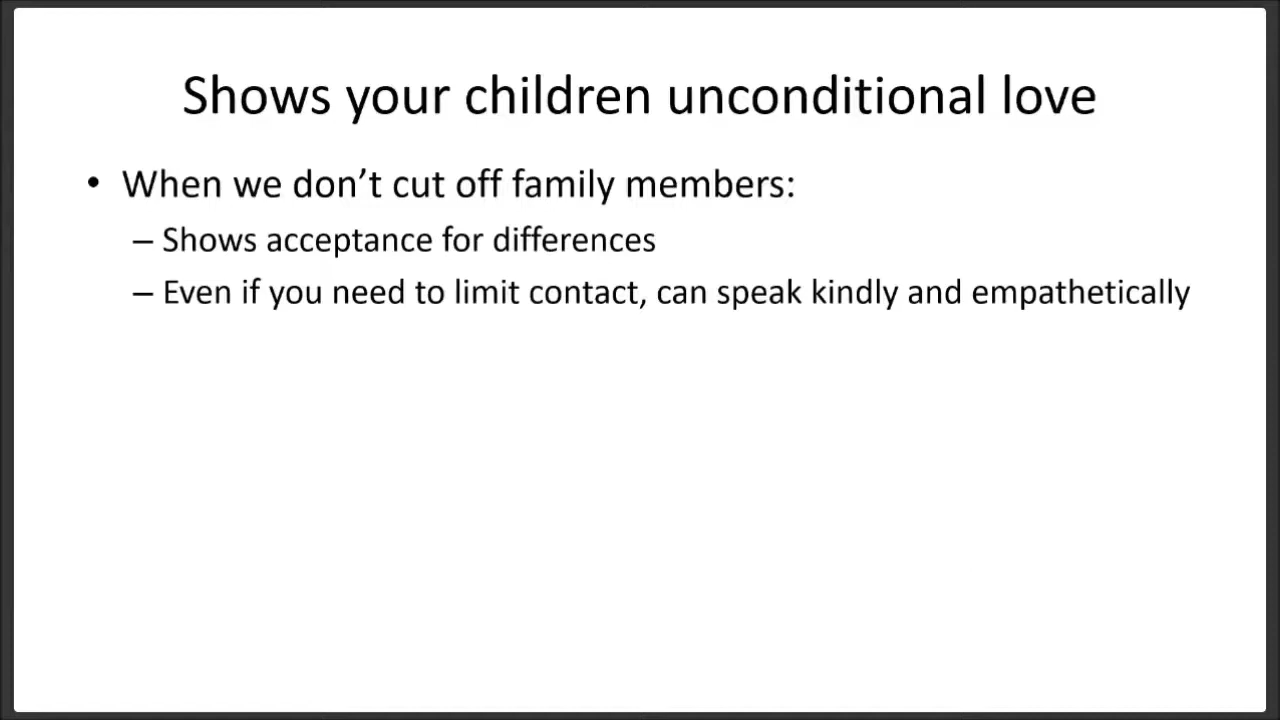 Shows your children unconditional love
• When we don’t cut off family members:
– Shows acceptance for differences
– Even if you need to limit contact, can speak kindly and empathetically